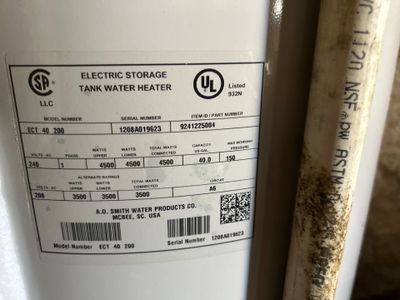 ELECTRIC STORAGE
TANK WATER HEATER
SA
LLC
UL
Listed
932N
MODEL NUMBER SERIAL NUMBER ITEM ID / PART NUMBER
ECT 40 200 1208A019623 9241225004
VOLTS-AC PHASE WATTS UPPER WATTS LOWER TOTAL WATTS CONNECTED CAPACITY US GAL. MAX WORKING PRESSURE
240 1 4500 4500 4500 40.0 150
ALTERNATE RATINGS
VOLTS-AC WATTS UPPER WATTS LOWER TOTAL WATTS CONNECTED CIRCUIT
208 3500 3500 3500 A6
A.O. SMITH WATER PRODUCTS CO.
MCBEE, SC. USA
Model Number ECT 40 200
Serial Number 1208A019623
1120 NSF PW ASTM